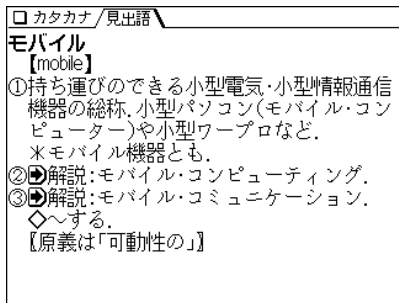 □ カタカナ/見出語
モバイル
【mobile】
①持ち運びのできる小型電気·小型情報通信
機器の総称.小型パソコン(モバイル·コン
ピューター)や小型ワープロなど.
＊モバイル機器とも.
②➡解説:モバイル·コンピューティング.
③➡解説:モバイル·コミュニケーション.
◇～する.
〖原義は「可動性の」〗